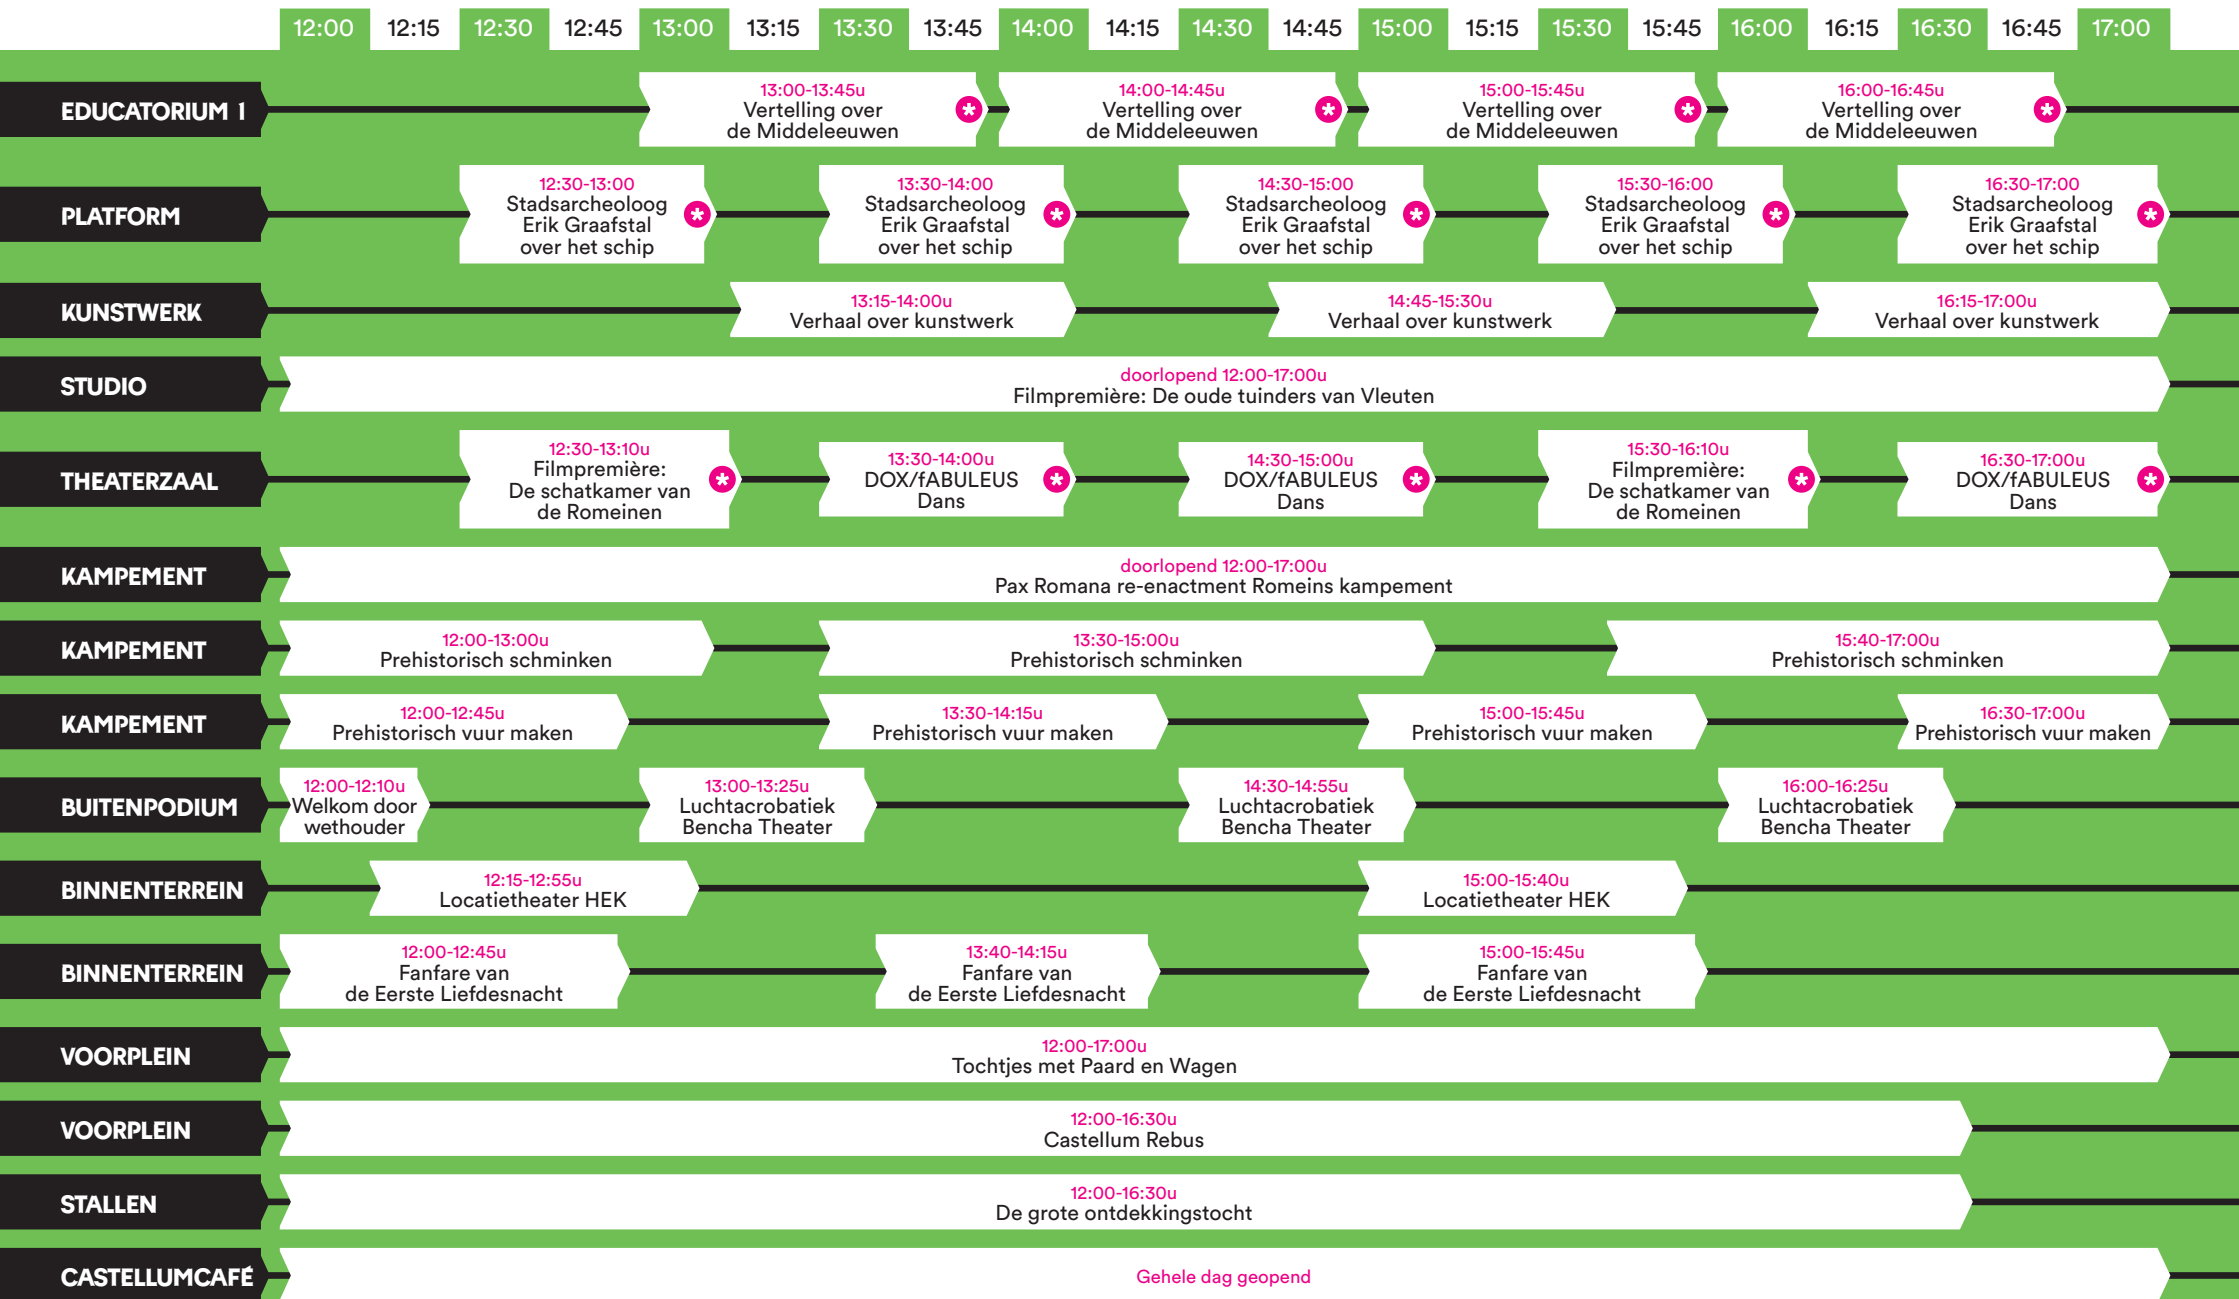 12:00 12:15 12:30 12:45 13:00 13:15 13:30 13:45 14:00 14:15 14:30 14:45 15:00 15:15 15:30 15:45 16:00 16:15 16:30 16:45 17:00
EDUCATORIUM 1
13:00-13:45u
Vertelling over
de Middeleeuwen
*
14:00-14:45u
Vertelling over
de Middeleeuwen
*
15:00-15:45u
Vertelling over
de Middeleeuwen
*
16:00-16:45u
Vertelling over
de Middeleeuwen
*
PLATFORM
12:30-13:00
Stadsarcheoloog
Erik Graafstal
over het schip
*
13:30-14:00
Stadsarcheoloog
Erik Graafstal
over het schip
*
14:30-15:00
Stadsarcheoloog
Erik Graafstal
over het schip
*
15:30-16:00
Stadsarcheoloog
Erik Graafstal
over het schip
*
16:30-17:00
Stadsarcheoloog
Erik Graafstal
over het schip
*
KUNSTWERK
13:15-14:00u
Verhaal over kunstwerk
14:45-15:30u
Verhaal over kunstwerk
16:15-17:00u
Verhaal over kunstwerk
STUDIO
doorlopend 12:00-17:00u
Filmpremière: De oude tuinders van Vleuten
THEATERZAAL
12:30-13:10u
Filmpremière:
De schatkamer van
de Romeinen
*
13:30-14:00u
DOX/fABULEUS
Dans
*
14:30-15:00u
DOX/fABULEUS
Dans
*
15:30-16:10u
Filmpremière:
De schatkamer van
de Romeinen
*
16:30-17:00u
DOX/fABULEUS
Dans
*
KAMPEMENT
doorlopend 12:00-17:00u
Pax Romana re-enactment Romeins kampement
KAMPEMENT
12:00-13:00u
Prehistorisch schminken
13:30-15:00u
Prehistorisch schminken
15:40-17:00u
Prehistorisch schminken
KAMPEMENT
12:00-12:45u
Prehistorisch vuur maken
13:30-14:15u
Prehistorisch vuur maken
15:00-15:45u
Prehistorisch vuur maken
16:30-17:00u
Prehistorisch vuur maken
BUITENPODIUM
12:00-12:10u
Welkom door
wethouder
13:00-13:25u
Luchtacrobatiek
Bencha Theater
14:30-14:55u
Luchtacrobatiek
Bencha Theater
16:00-16:25u
Luchtacrobatiek
Bencha Theater
BINNENTERREIN
12:15-12:55u
Locatietheater HEK
15:00-15:40u
Locatietheater HEK
BINNENTERREIN
12:00-12:45u
Fanfare van
de Eerste Liefdesnacht
13:40-14:15u
Fanfare van
de Eerste Liefdesnacht
15:00-15:45u
Fanfare van
de Eerste Liefdesnacht
VOORPLEIN
12:00-17:00u
Tochtjes met Paard en Wagen
VOORPLEIN
12:00-16:30u
Castellum Rebus
STALLEN
12:00-16:30u
De grote ontdekkingstocht
CASTELLUMCAFÉ
Gehele dag geopend